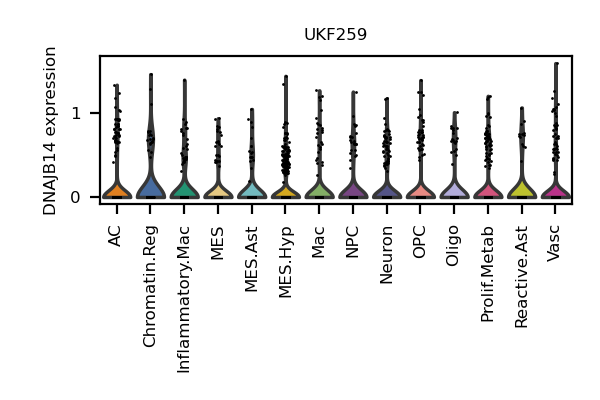 UKF259
DNAJB14 expression
1
0
AC
Chromatin.Reg
Inflammatory.Mac
MES
MES.Ast
MES.Hyp
Mac
NPC
Neuron
OPC
Oligo
Prolif.Metab
Reactive.Ast
Vasc